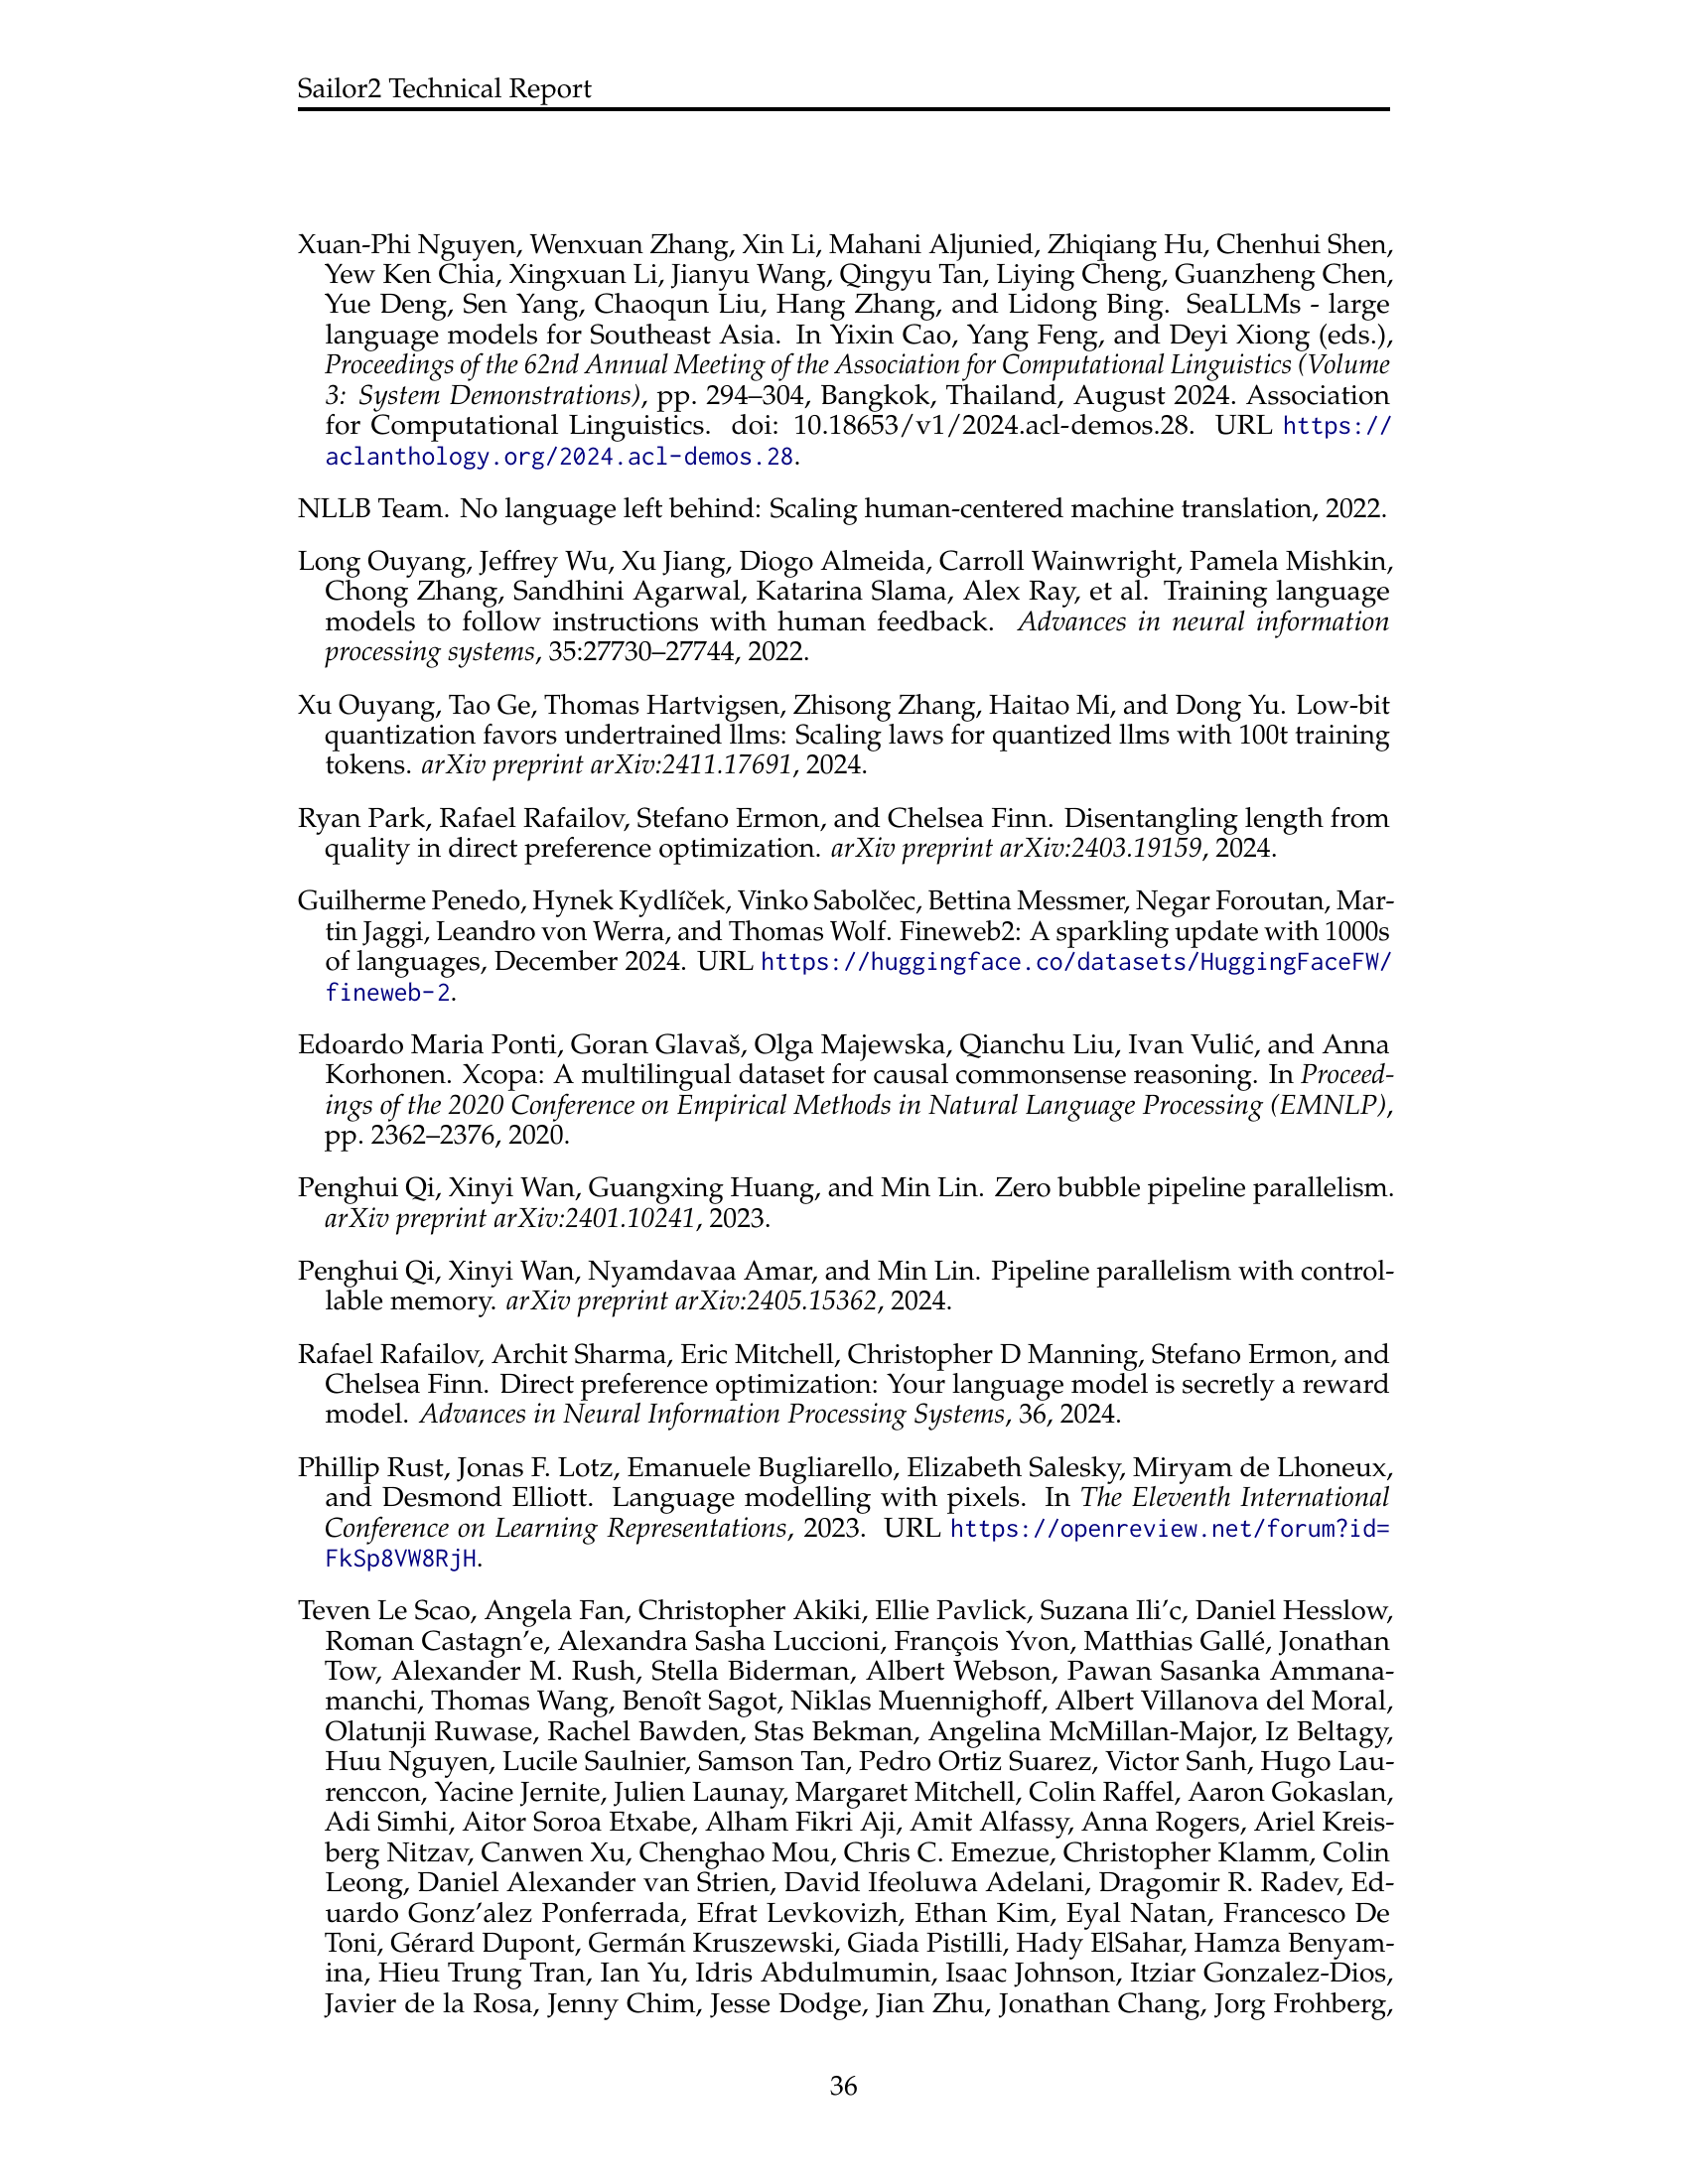 Sailor2 Technical Report
Xuan-Phi Nguyen, Wenxuan Zhang, Xin Li, Mahani Aljunied, Zhiqiang Hu, Chenhui Shen,
Yew Ken Chia, Xingxuan Li, Jianyu Wang, Qingyu Tan, Liying Cheng, Guanzheng Chen,
Yue Deng, Sen Yang, Chaoqun Liu, Hang Zhang, and Lidong Bing. SeaLLMs - large
language models for Southeast Asia. In Yixin Cao, Yang Feng, and Deyi Xiong (eds.),
Proceedings of the 62nd Annual Meeting of the Association for Computational Linguistics (Volume
3: System Demonstrations), pp. 294–304, Bangkok, Thailand, August 2024. Association
for Computational Linguistics. doi: 10.18653/v1/2024.acl-demos.28. URL https://
aclanthology.org/2024.acl-demos.28.
NLLB Team. No language left behind: Scaling human-centered machine translation, 2022.
Long Ouyang, Jeffrey Wu, Xu Jiang, Diogo Almeida, Carroll Wainwright, Pamela Mishkin,
Chong Zhang, Sandhini Agarwal, Katarina Slama, Alex Ray, et al. Training language
models to follow instructions with human feedback. Advances in neural information
processing systems, 35:27730–27744, 2022.
Xu Ouyang, Tao Ge, Thomas Hartvigsen, Zhisong Zhang, Haitao Mi, and Dong Yu. Low-bit
quantization favors undertrained llms: Scaling laws for quantized llms with 100t training
tokens. arXiv preprint arXiv:2411.17691, 2024.
Ryan Park, Rafael Rafailov, Stefano Ermon, and Chelsea Finn. Disentangling length from
quality in direct preference optimization. arXiv preprint arXiv:2403.19159, 2024.
Guilherme Penedo, Hynek Kydlíček, Vinko Sabolčec, Bettina Messmer, Negar Foroutan, Mar-
tin Jaggi, Leandro von Werra, and Thomas Wolf. Fineweb2: A sparkling update with 1000s
of languages, December 2024. URL https://huggingface.co/datasets/HuggingFaceFW/
fineweb-2.
Edoardo Maria Ponti, Goran Glavaš, Olga Majewska, Qianchu Liu, Ivan Vulić, and Anna
Korhonen. Xcopa: A multilingual dataset for causal commonsense reasoning. In Proceed-
ings of the 2020 Conference on Empirical Methods in Natural Language Processing (EMNLP),
pp. 2362–2376, 2020.
Penghui Qi, Xinyi Wan, Guangxing Huang, and Min Lin. Zero bubble pipeline parallelism.
arXiv preprint arXiv:2401.10241, 2023.
Penghui Qi, Xinyi Wan, Nyamdavaa Amar, and Min Lin. Pipeline parallelism with control-
lable memory. arXiv preprint arXiv:2405.15362, 2024.
Rafael Rafailov, Archit Sharma, Eric Mitchell, Christopher D Manning, Stefano Ermon, and
Chelsea Finn. Direct preference optimization: Your language model is secretly a reward
model. Advances in Neural Information Processing Systems, 36, 2024.
Phillip Rust, Jonas F. Lotz, Emanuele Bugliarello, Elizabeth Salesky, Miryam de Lhoneux,
and Desmond Elliott. Language modelling with pixels. In The Eleventh International
Conference on Learning Representations, 2023. URL https://openreview.net/forum?id=
FkSp8VW8RjH.
Teven Le Scao, Angela Fan, Christopher Akiki, Ellie Pavlick, Suzana Ili'c, Daniel Hesslow,
Roman Castagn'e, Alexandra Sasha Luccioni, François Yvon, Matthias Gallé, Jonathan
Tow, Alexander M. Rush, Stella Biderman, Albert Webson, Pawan Sasanka Ammana-
manchi, Thomas Wang, Benoît Sagot, Niklas Muennighoff, Albert Villanova del Moral,
Olatunji Ruwase, Rachel Bawden, Stas Bekman, Angelina McMillan-Major, Iz Beltagy,
Huu Nguyen, Lucile Saulnier, Samson Tan, Pedro Ortiz Suarez, Victor Sanh, Hugo Lau-
renccon, Yacine Jernite, Julien Launay, Margaret Mitchell, Colin Raffel, Aaron Gokaslan,
Adi Simhi, Aitor Soroa Etxabe, Alham Fikri Aji, Amit Alfassy, Anna Rogers, Ariel Kreis-
berg Nitzav, Canwen Xu, Chenghao Mou, Chris C. Emezue, Christopher Klamm, Colin
Leong, Daniel Alexander van Strien, David Ifeoluwa Adelani, Dragomir R. Radev, Ed-
uardo Gonz'alez Ponferrada, Efrat Levkovizh, Ethan Kim, Eyal Natan, Francesco De
Toni, Gérard Dupont, Germán Kruszewski, Giada Pistilli, Hady ElSahar, Hamza Benyam-
ina, Hieu Trung Tran, Ian Yu, Idris Abdulmumin, Isaac Johnson, Itziar Gonzalez-Dios,
Javier de la Rosa, Jenny Chim, Jesse Dodge, Jian Zhu, Jonathan Chang, Jorg Frohberg,
36